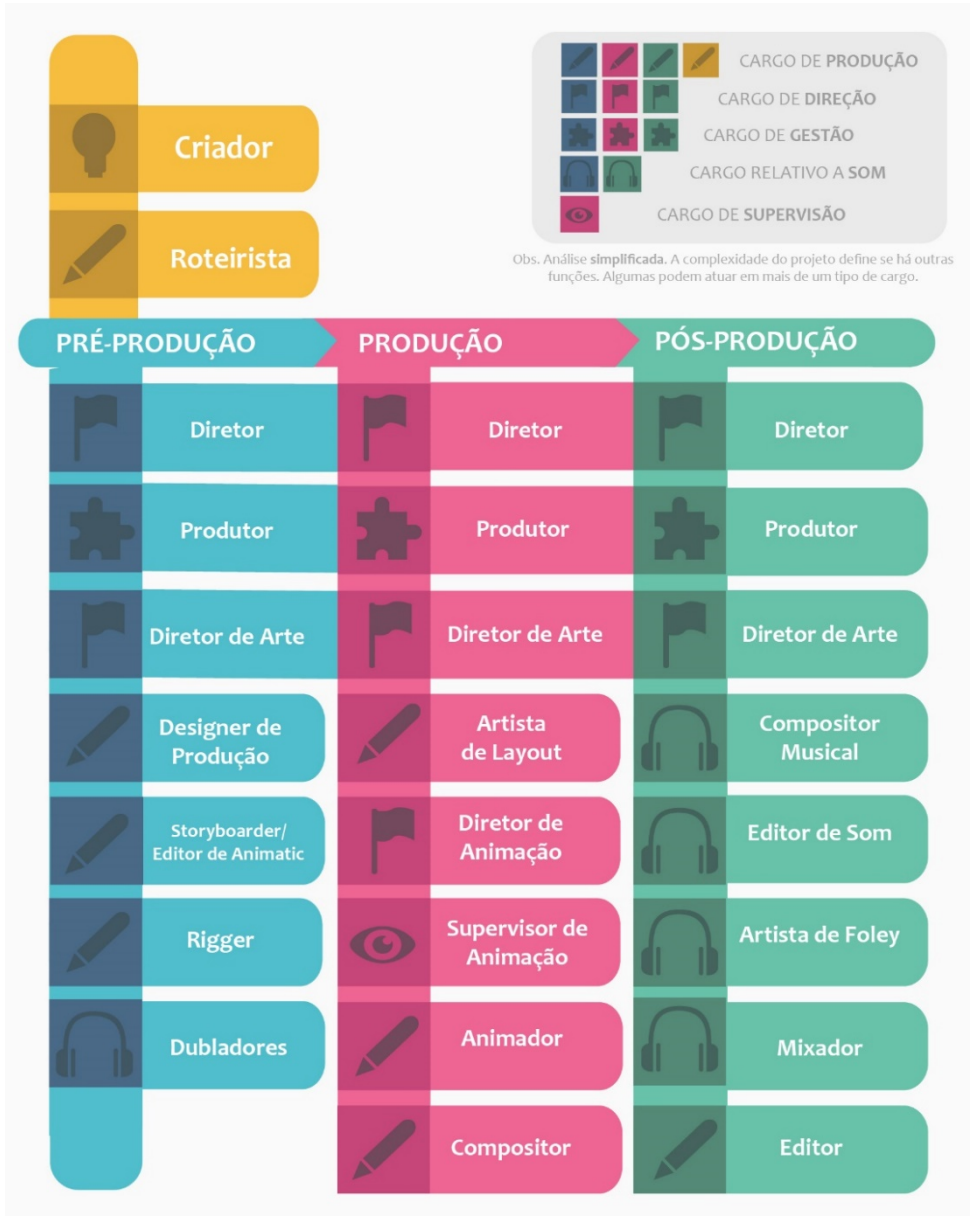 CARGO DE PRODUÇÃO
CARGO DE DIREÇÃO
CARGO DE GESTÃO
CARGO RELATIVO A SOM
CARGO DE SUPERVISÃO
Obs. Análise simplificada. A complexidade do projeto define se há outras
funções. Algumas podem atuar em mais de um tipo de cargo.
Criador
Roteirista
PRÉ-PRODUÇÃO
Diretor
Produtor
Diretor de Arte
Designer de
Produção
Storyboarder/
Editor de Animatic
Rigger
Dubladores
PRODUÇÃO
Diretor
Produtor
Diretor de Arte
Artista
de Layout
Diretor de
Animação
Supervisor de
Animação
Animador
Compositor
PÓS-PRODUÇÃO
Diretor
Produtor
Diretor de Arte
Compositor
Musical
Editor de Som
Artista de Foley
Mixador
Editor